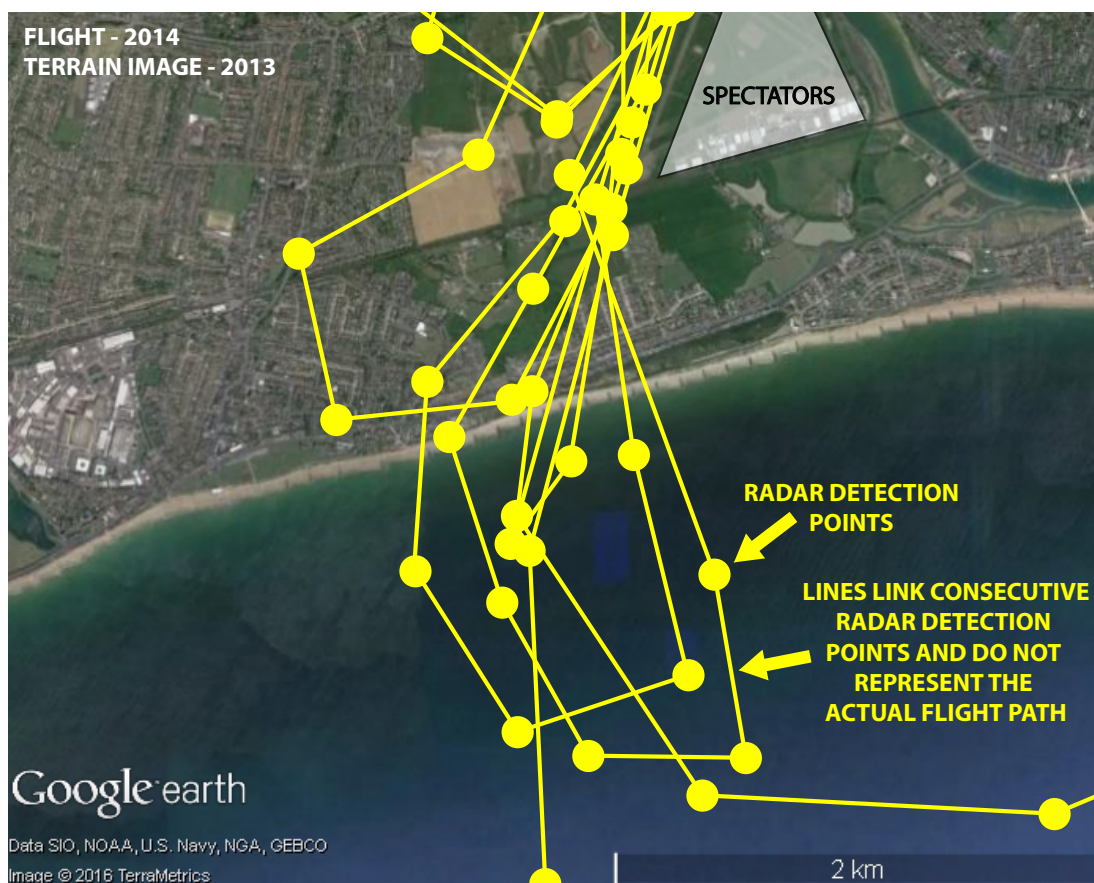 FLIGHT - 2014
TERRAIN IMAGE - 2013
SPECTATORS
RADAR DETECTION
POINTS
LINES LINK CONSECUTIVE
RADAR DETECTION
POINTS AND DO NOT
REPRESENT THE
ACTUAL FLIGHT PATH
Google earth
Data SIO, NOAA, U.S. Navy, NGA, GEBCO
Image © 2016 TerraMetrics
2 km